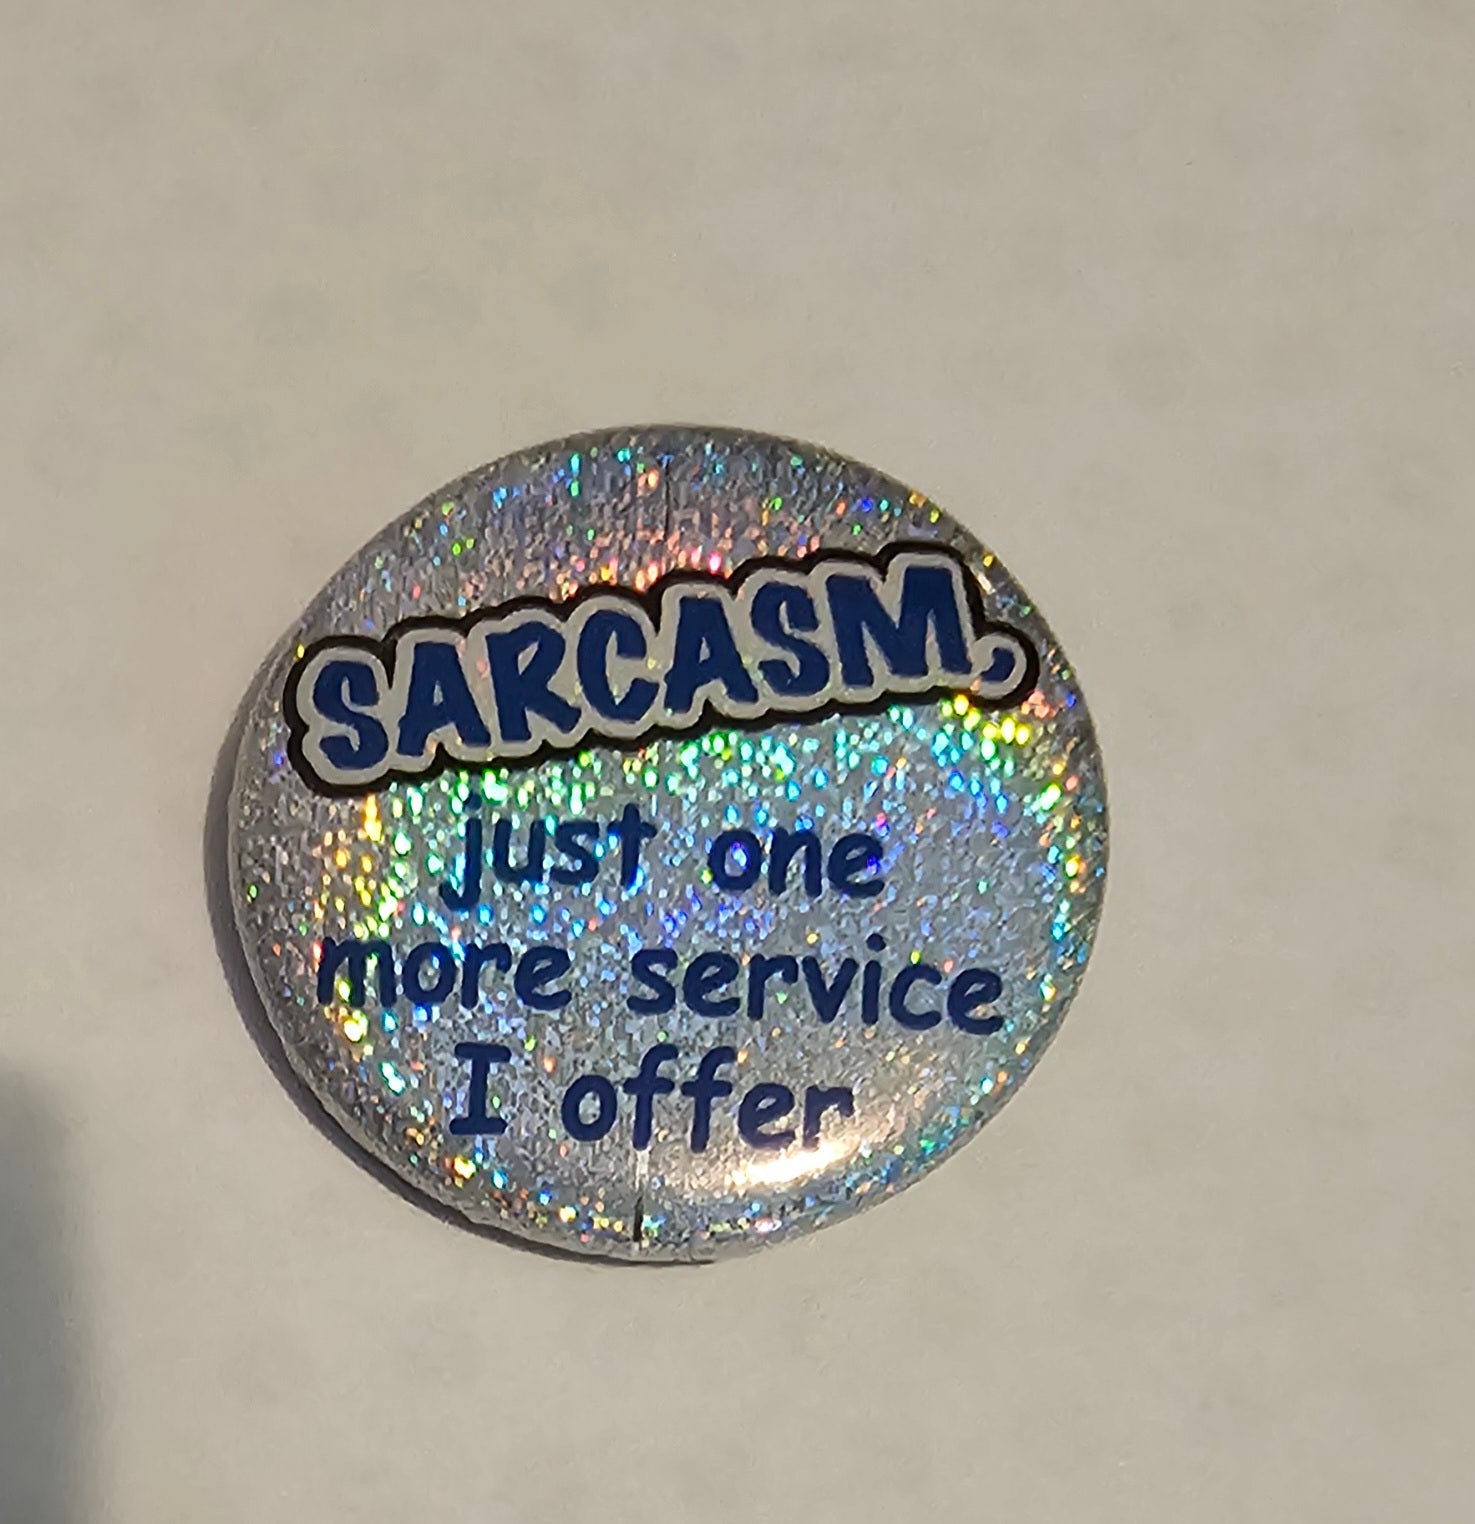 SARCASM,
just one
more service
I offer